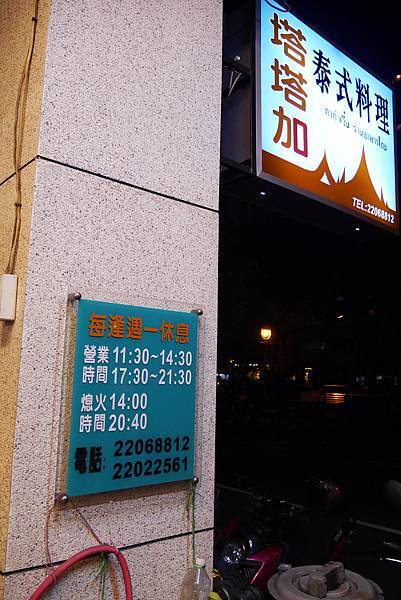 塔塔加
泰式料理
TEL:22068812
每逢週一休息
營業 11:30~14:30
時間 17:30~21:30
熄火 14:00
時間 20:40
電話: 22068812
22022561